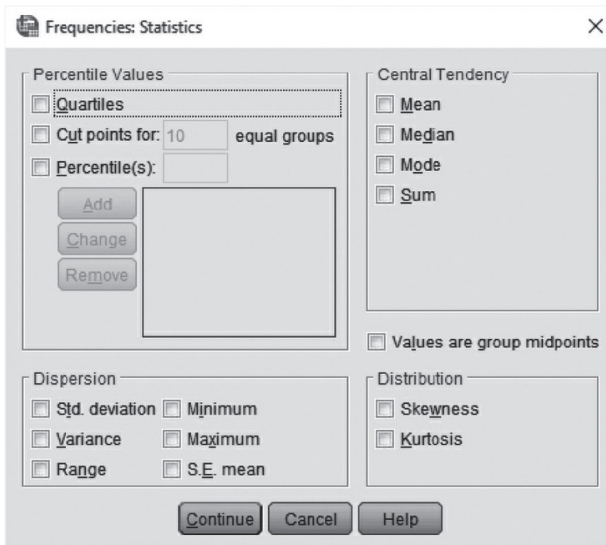 Frequencies: Statistics
Percentile Values
Quartiles
Cut points for: 10 equal groups
Percentile(s):
Add
Change
Remove
Central Tendency
Mean
Median
Mode
Sum
Values are group midpoints
Dispersion
Std. deviation Minimum
Variance Maximum
Range S.E. mean
Distribution
Skewness
Kurtosis
Continue Cancel Help